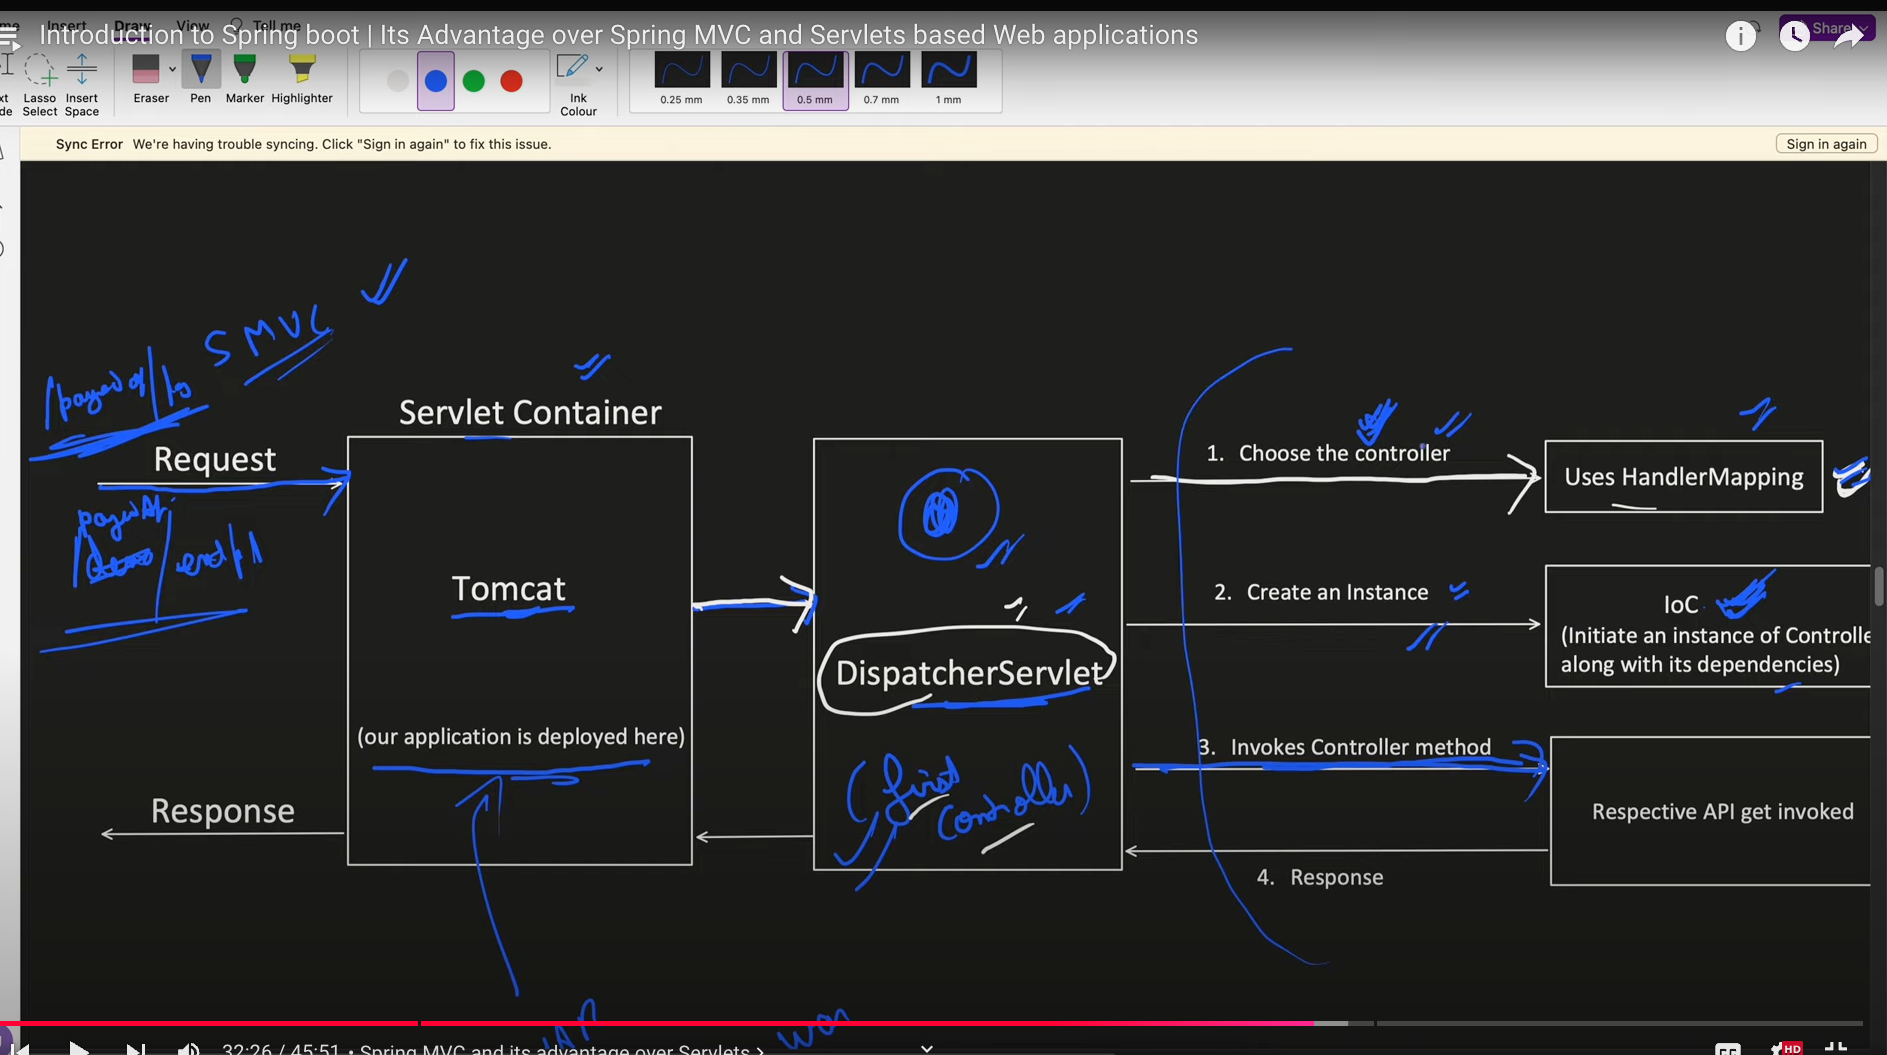 Insert Draw View Tell me
Introduction to Spring boot | Its Advantage over Spring MVC and Servlets based Web applications
Share
Lasso Select
Insert Space
Eraser
Pen
Marker
Highlighter
Ink Colour
0.25 mm
0.35 mm
0.5 mm
0.7 mm
1 mm
Sync Error We're having trouble syncing. Click "Sign in again" to fix this issue.
Sign in again
SMVC
Servlet Container
Request
Tomcat
(our application is deployed here)
Response
DispatcherServlet
(first controller)
1. Choose the controller
Uses HandlerMapping
2. Create an Instance
IoC
(Initiate an instance of Controlle
along with its dependencies)
3. Invokes Controller method
Respective API get invoked
4. Response
war
32:26 / 45:51 • Spring MVC and its advantage over Servlets >
HD